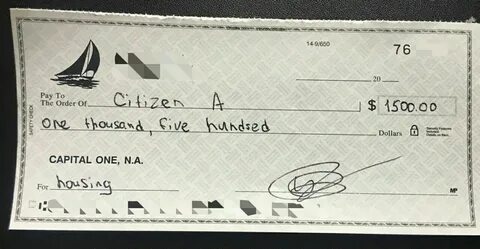 14-9/650
76
20
Pay To
The Order Of Citizen A $ 1500.00
one thousand, five hundred Dollars
CAPITAL ONE, N.A.
For housing
MP
SAFETY CHECK